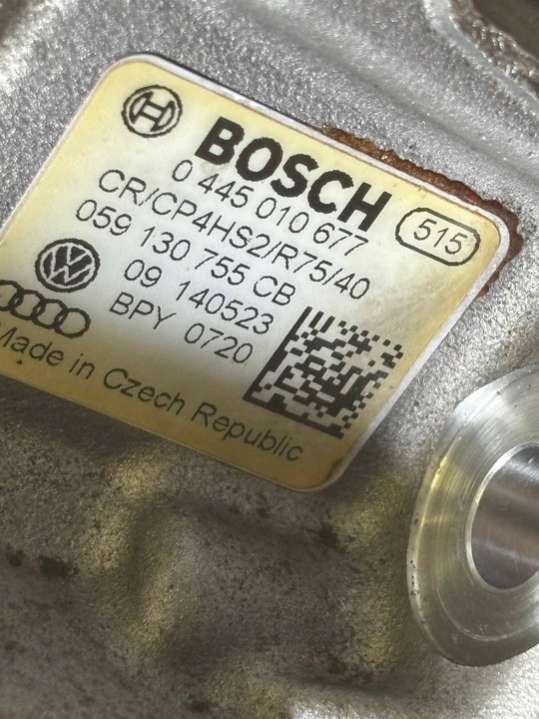 BOSCH
0 445 010 677
515
CR/CP4HS2/R75/40
059 130 755 CB
09 140523
BPY 0720
Made in Czech Republic